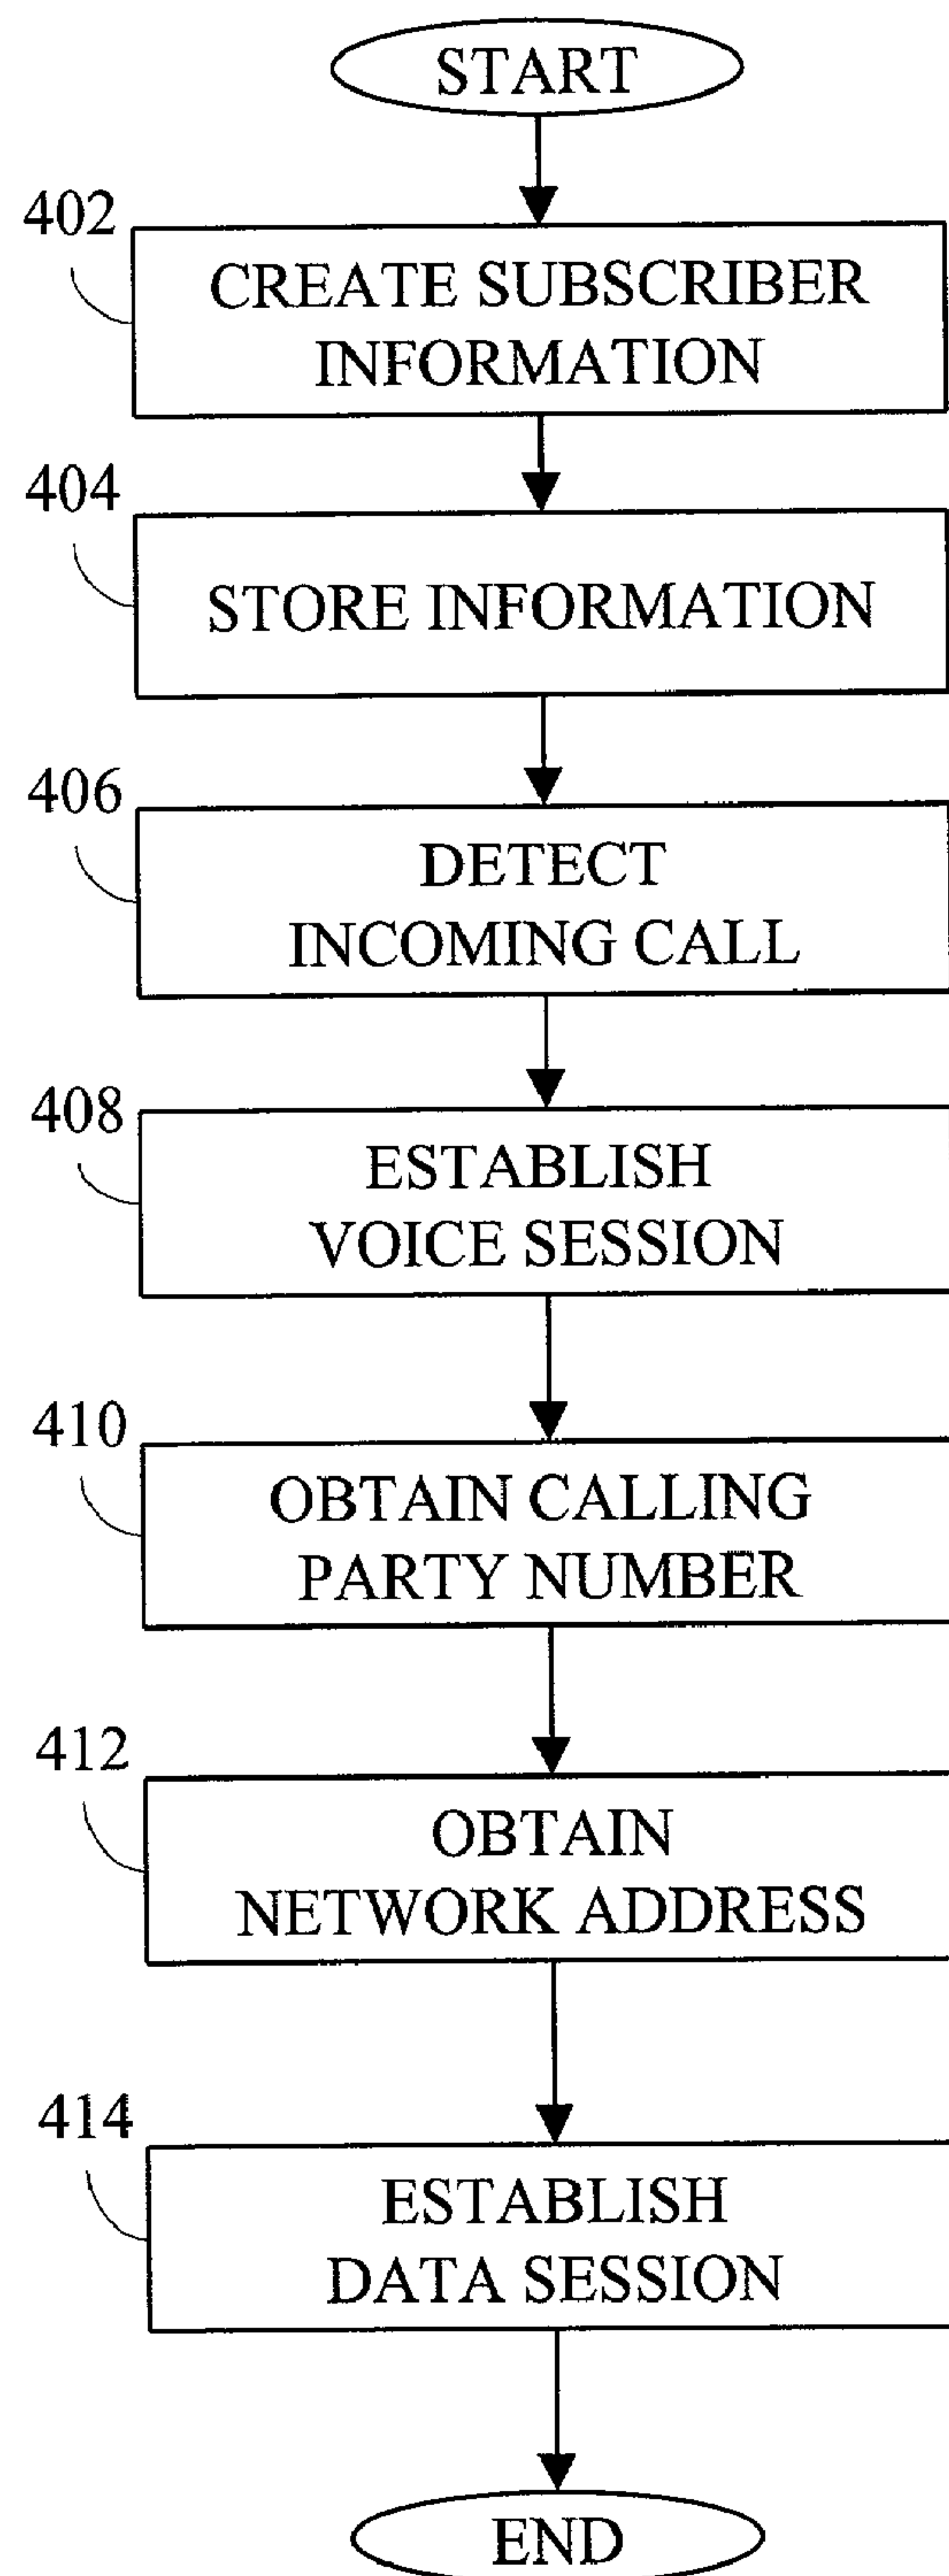 START
402
CREATE SUBSCRIBER
INFORMATION
404
STORE INFORMATION
406
DETECT
INCOMING CALL
408
ESTABLISH
VOICE SESSION
410
OBTAIN CALLING
PARTY NUMBER
412
OBTAIN
NETWORK ADDRESS
414
ESTABLISH
DATA SESSION
END